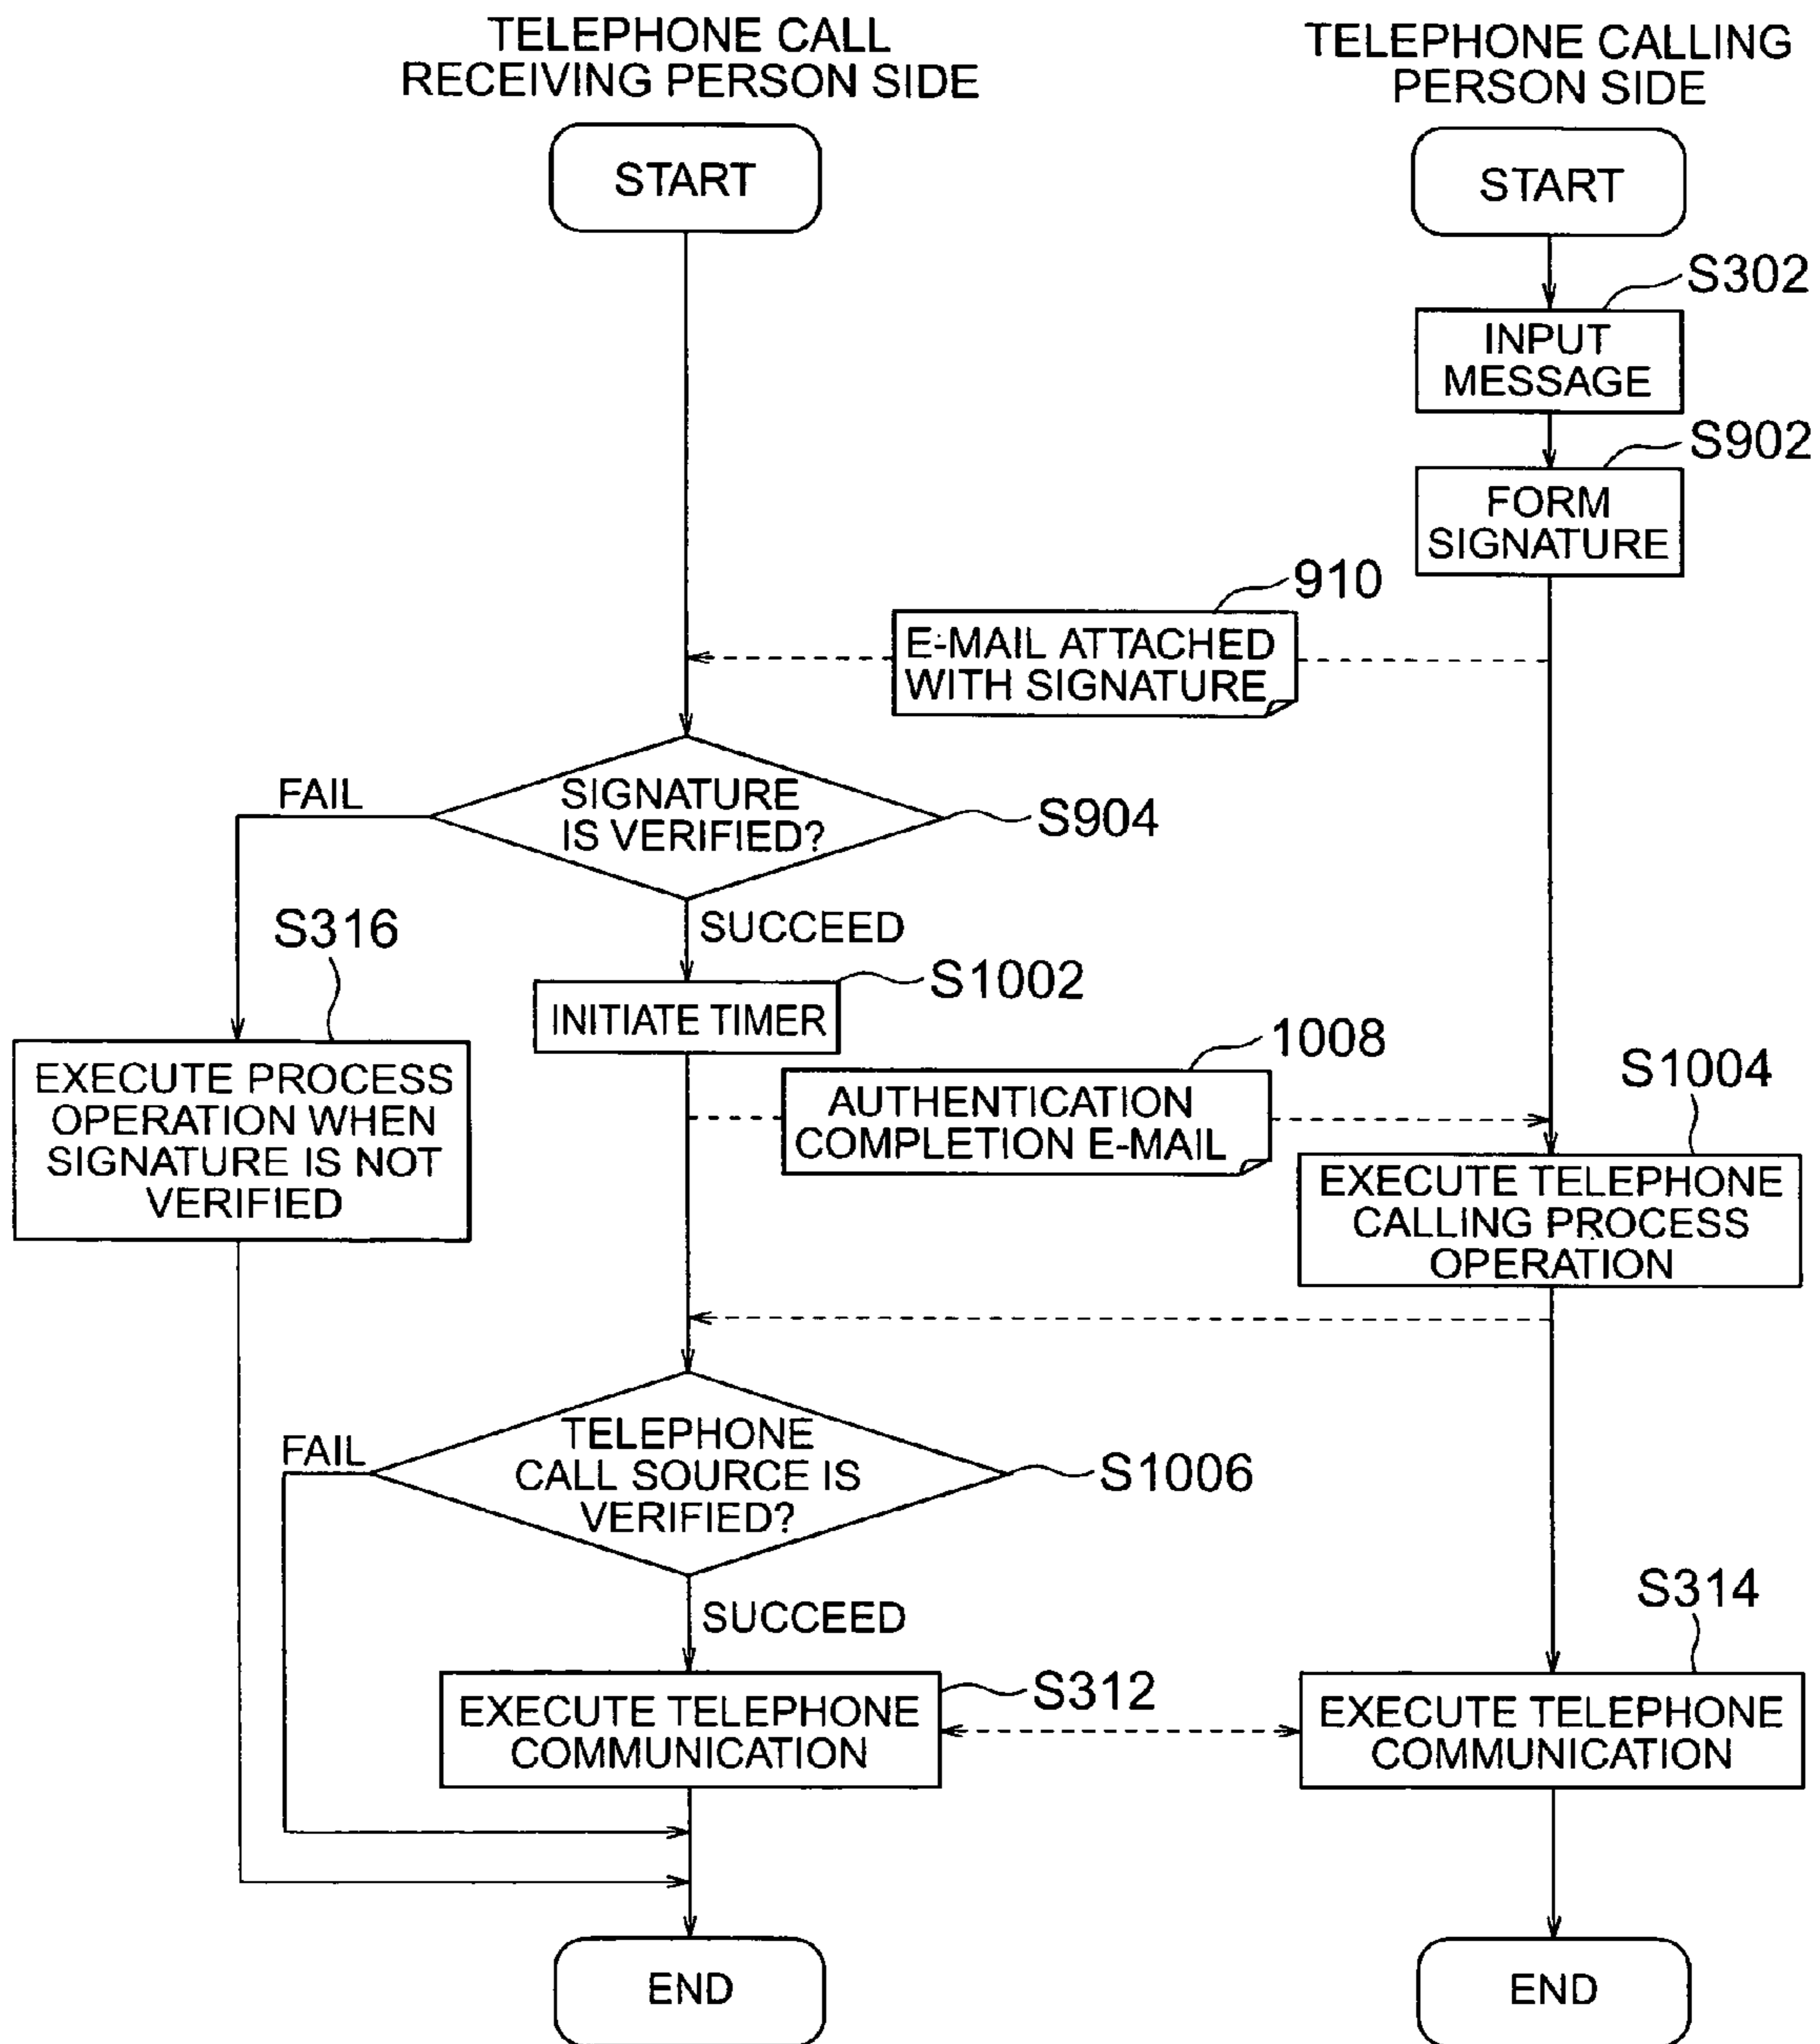 TELEPHONE CALL
RECEIVING PERSON SIDE
TELEPHONE CALLING
PERSON SIDE
START
START
S302
INPUT
MESSAGE
S902
FORM
SIGNATURE
910
E-MAIL ATTACHED
WITH SIGNATURE
FAIL
SIGNATURE
IS VERIFIED?
S904
SUCCEED
S316
S1002
INITIATE TIMER
EXECUTE PROCESS
OPERATION WHEN
SIGNATURE IS NOT
VERIFIED
1008
AUTHENTICATION
COMPLETION E-MAIL
S1004
EXECUTE TELEPHONE
CALLING PROCESS
OPERATION
FAIL
TELEPHONE
CALL SOURCE IS
VERIFIED?
S1006
SUCCEED
S312
EXECUTE TELEPHONE
COMMUNICATION
S314
EXECUTE TELEPHONE
COMMUNICATION
END
END